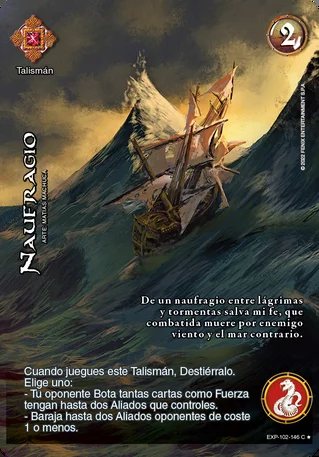 2
Talismán
© 2022 FENIX ENTERTAINMENT S.P.A.
NAUFRAGIO
ARTE: MATÍAS MACHUCA.
De un naufragio entre lágrimas
y tormentas salva mi fe, que
combatida muere por enemigo
viento y el mar contrario.
Cuando juegues este Talismán, Destiérralo.
Elige uno:
- Tu oponente Bota tantas cartas como Fuerza
tengan hasta dos Aliados que controles.
- Baraja hasta dos Aliados oponentes de coste
1 o menos.
EXP-102-146 C ★